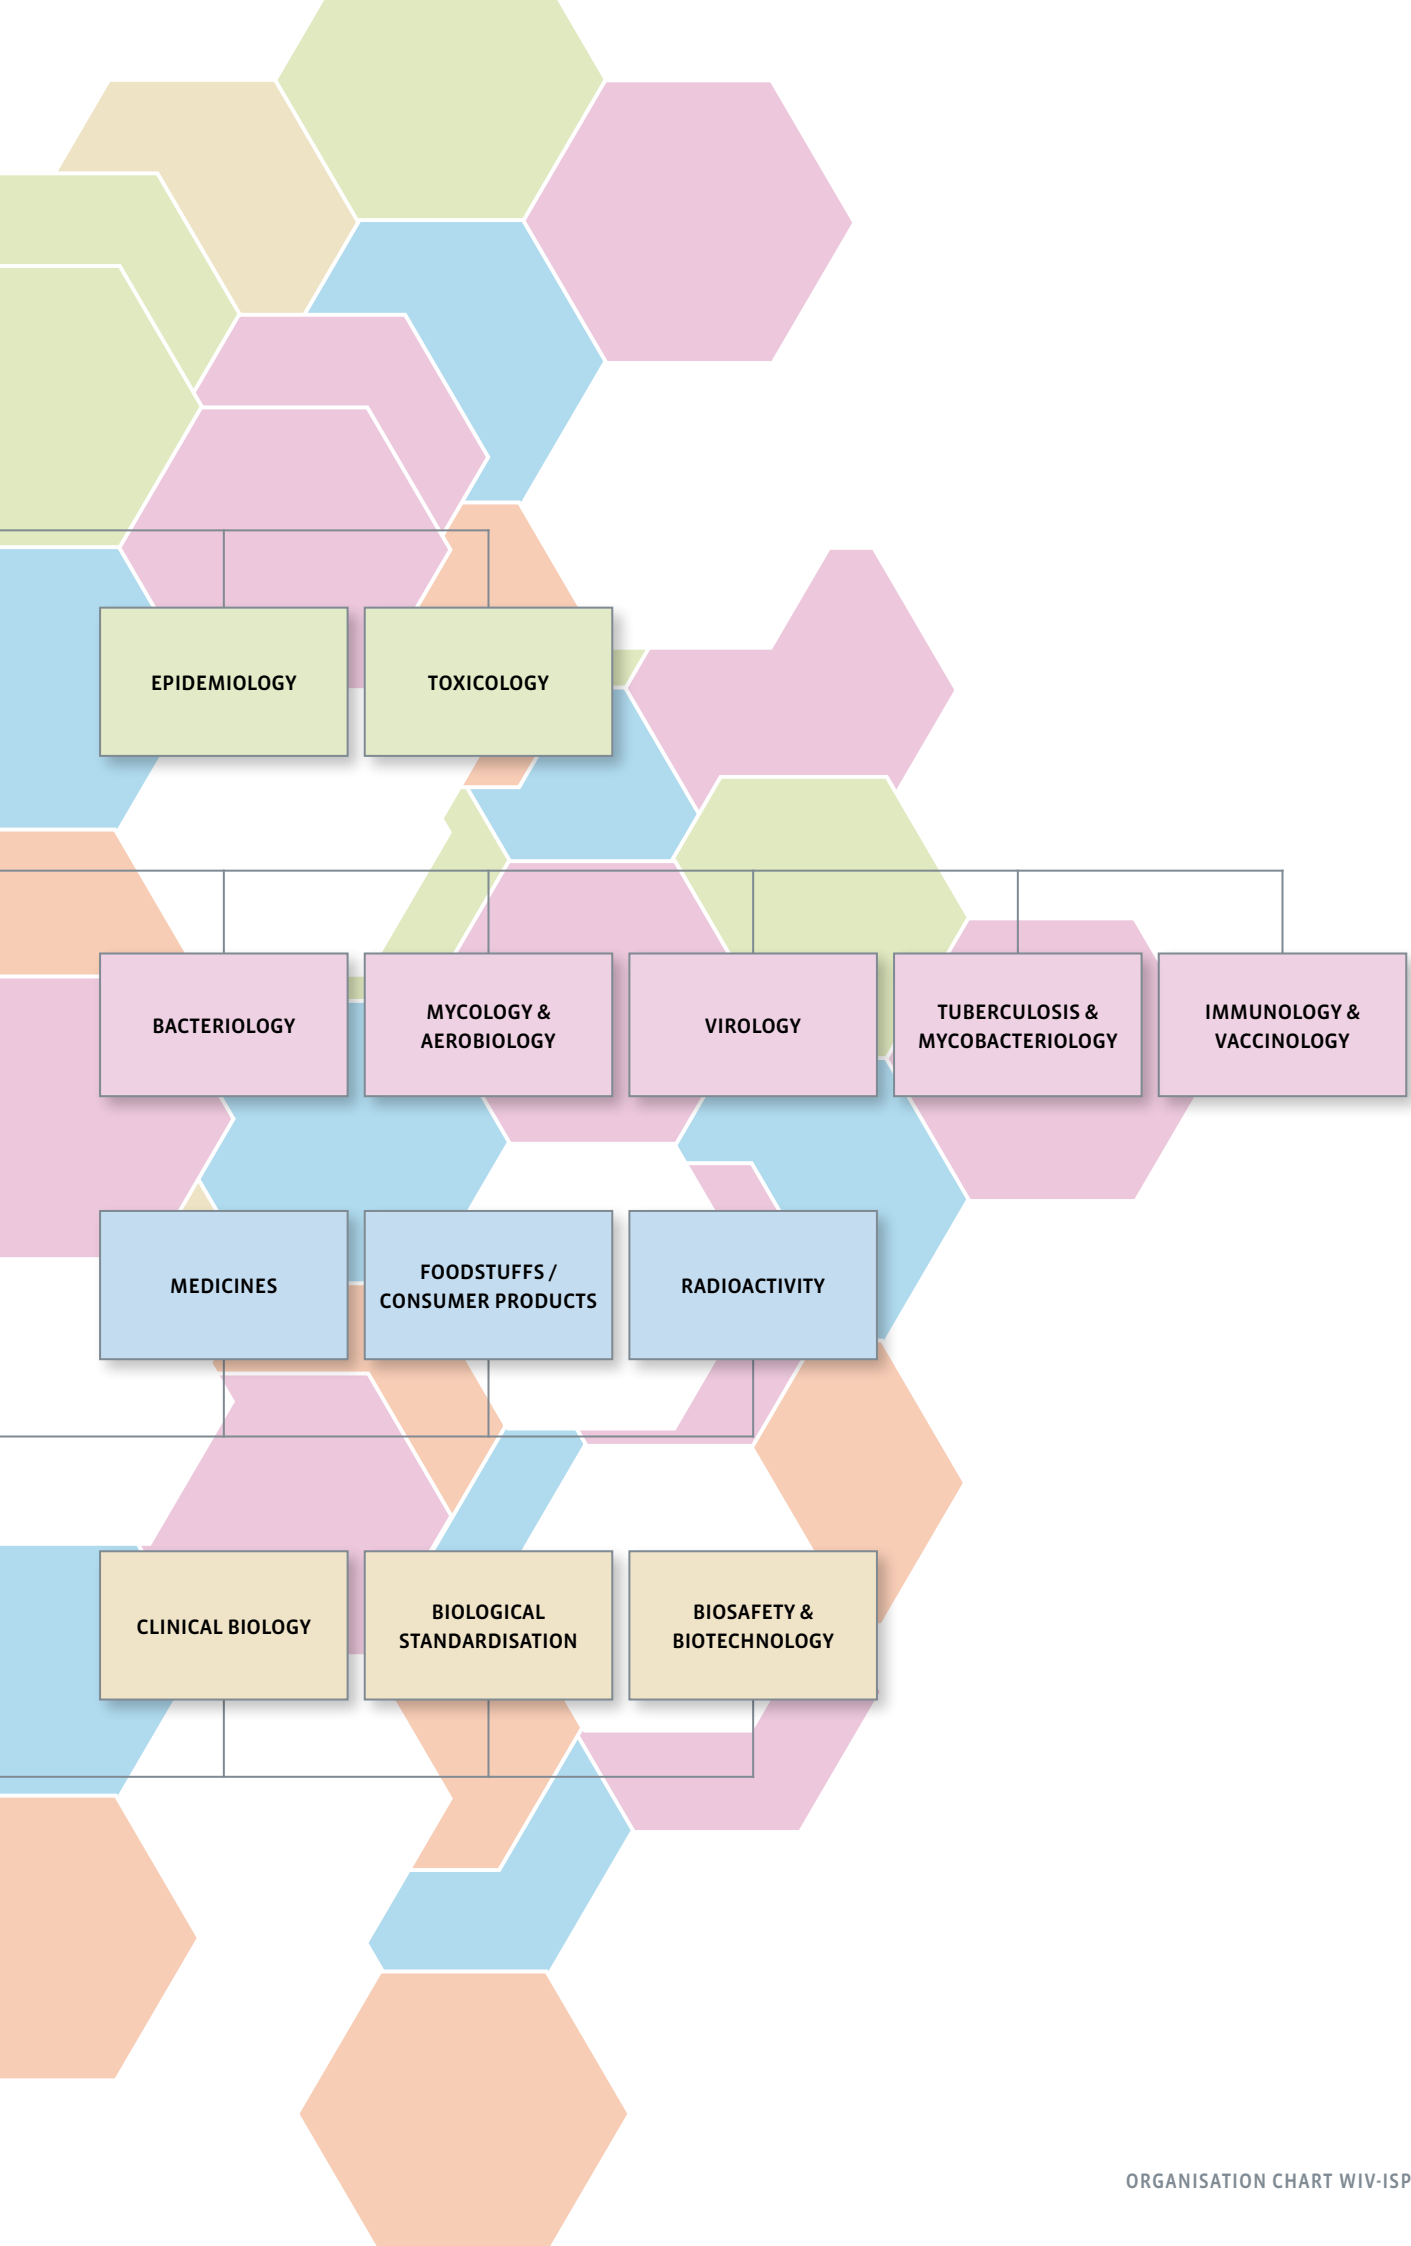 EPIDEMIOLOGY
TOXICOLOGY
BACTERIOLOGY
MYCOLOGY &
AEROBIOLOGY
VIROLOGY
TUBERCULOSIS &
MYCOBACTERIOLOGY
IMMUNOLOGY &
VACCINOLOGY
MEDICINES
FOODSTUFFS /
CONSUMER PRODUCTS
RADIOACTIVITY
CLINICAL BIOLOGY
BIOLOGICAL
STANDARDISATION
BIOSAFETY &
BIOTECHNOLOGY
ORGANISATION CHART WIV-ISP